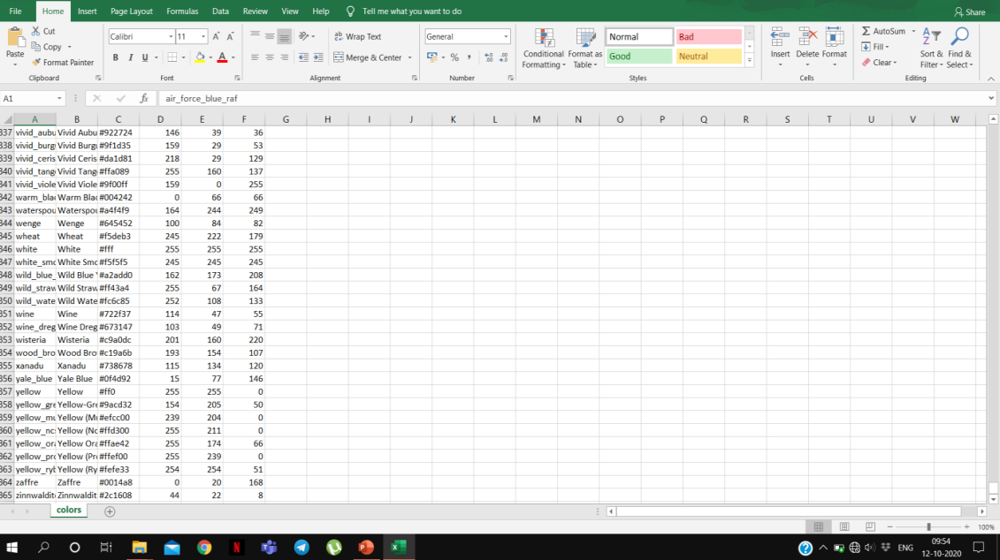 File Home Insert Page Layout Formulas Data Review View Help Tell me what you want to do Share
Paste Cut Copy Format Painter Clipboard
Calibri 11 A A B I U A Font
Wrap Text Merge & Center Alignment
General % , Number
Conditional Formatting Format as Table Normal Bad Good Neutral Styles
Insert Delete Format Cells
AutoSum Fill Clear Sort & Filter Find & Select Editing
A1 fx air_force_blue_raf
A B C D E F G H I J K L M N O P Q R S T U V W
337 vivid_aubu Vivid Aubu #922724 146 39 36
338 vivid_burg Vivid Burgu #9f1d35 159 29 53
339 vivid_ceris Vivid Ceris #da1d81 218 29 129
340 vivid_tang Vivid Tang #ffa089 255 160 137
341 vivid_viole Vivid Viole #9f00ff 159 0 255
342 warm_blac Warm Blac #004242 0 66 66
343 waterspou Waterspou #a4f4f9 164 244 249
344 wenge Wenge #645452 100 84 82
345 wheat Wheat #f5deb3 245 222 179
346 white White #fff 255 255 255
347 white_smo White Smo #f5f5f5 245 245 245
348 wild_blue_ Wild Blue #a2add0 162 173 208
349 wild_straw Wild Straw #ff43a4 255 67 164
350 wild_wate Wild Wate #fc6c85 252 108 133
351 wine Wine #722f37 114 47 55
352 wine_dreg Wine Dreg #673147 103 49 71
353 wisteria Wisteria #c9a0dc 201 160 220
354 wood_bro Wood Bro #c19a6b 193 154 107
355 xanadu Xanadu #738678 115 134 120
356 yale_blue Yale Blue #0f4d92 15 77 146
357 yellow Yellow #ff0 255 255 0
358 yellow_gre Yellow-Gre #9acd32 154 205 50
359 yellow_mu Yellow (Mu #efcc00 239 204 0
360 yellow_ncs Yellow (Nc #ffd300 255 211 0
361 yellow_ora Yellow Ora #ffae42 255 174 66
362 yellow_pro Yellow (Pr #ffef00 255 239 0
363 yellow_ryb Yellow (Ry #fefe33 254 254 51
364 zaffre Zaffre #0014a8 0 20 168
365 zinnwaldit Zinnwaldit #2c1608 44 22 8
colors
100%
ENG 09:54
12-10-2020